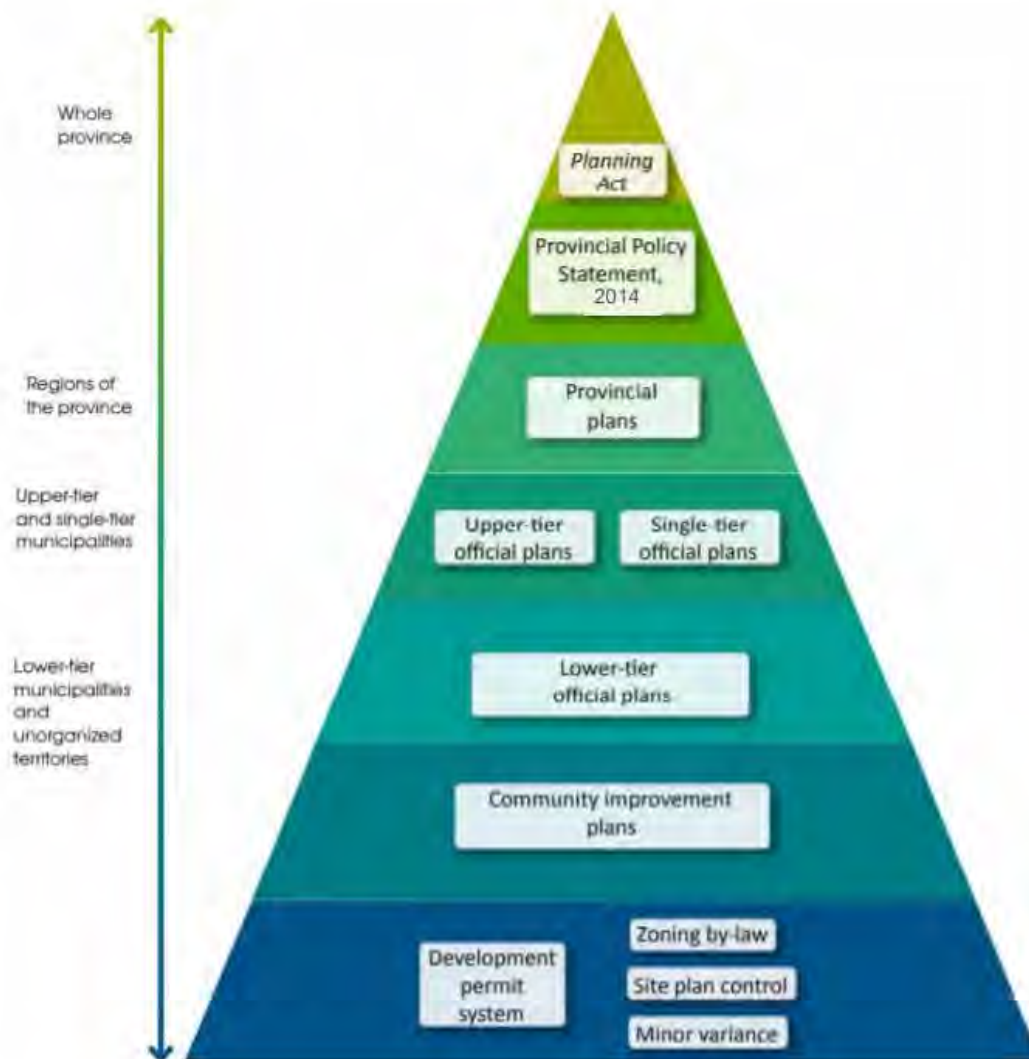 Whole
province
Planning
Act
Provincial Policy
Statement,
2014
Regions of
the province
Provincial
plans
Upper-tier
and single-tier
municipalities
Upper-tier
official plans
Single-tier
official plans
Lower-tier
municipalities
and
unorganized
territories
Lower-tier
official plans
Community improvement
plans
Development
permit
system
Zoning by-law
Site plan control
Minor variance